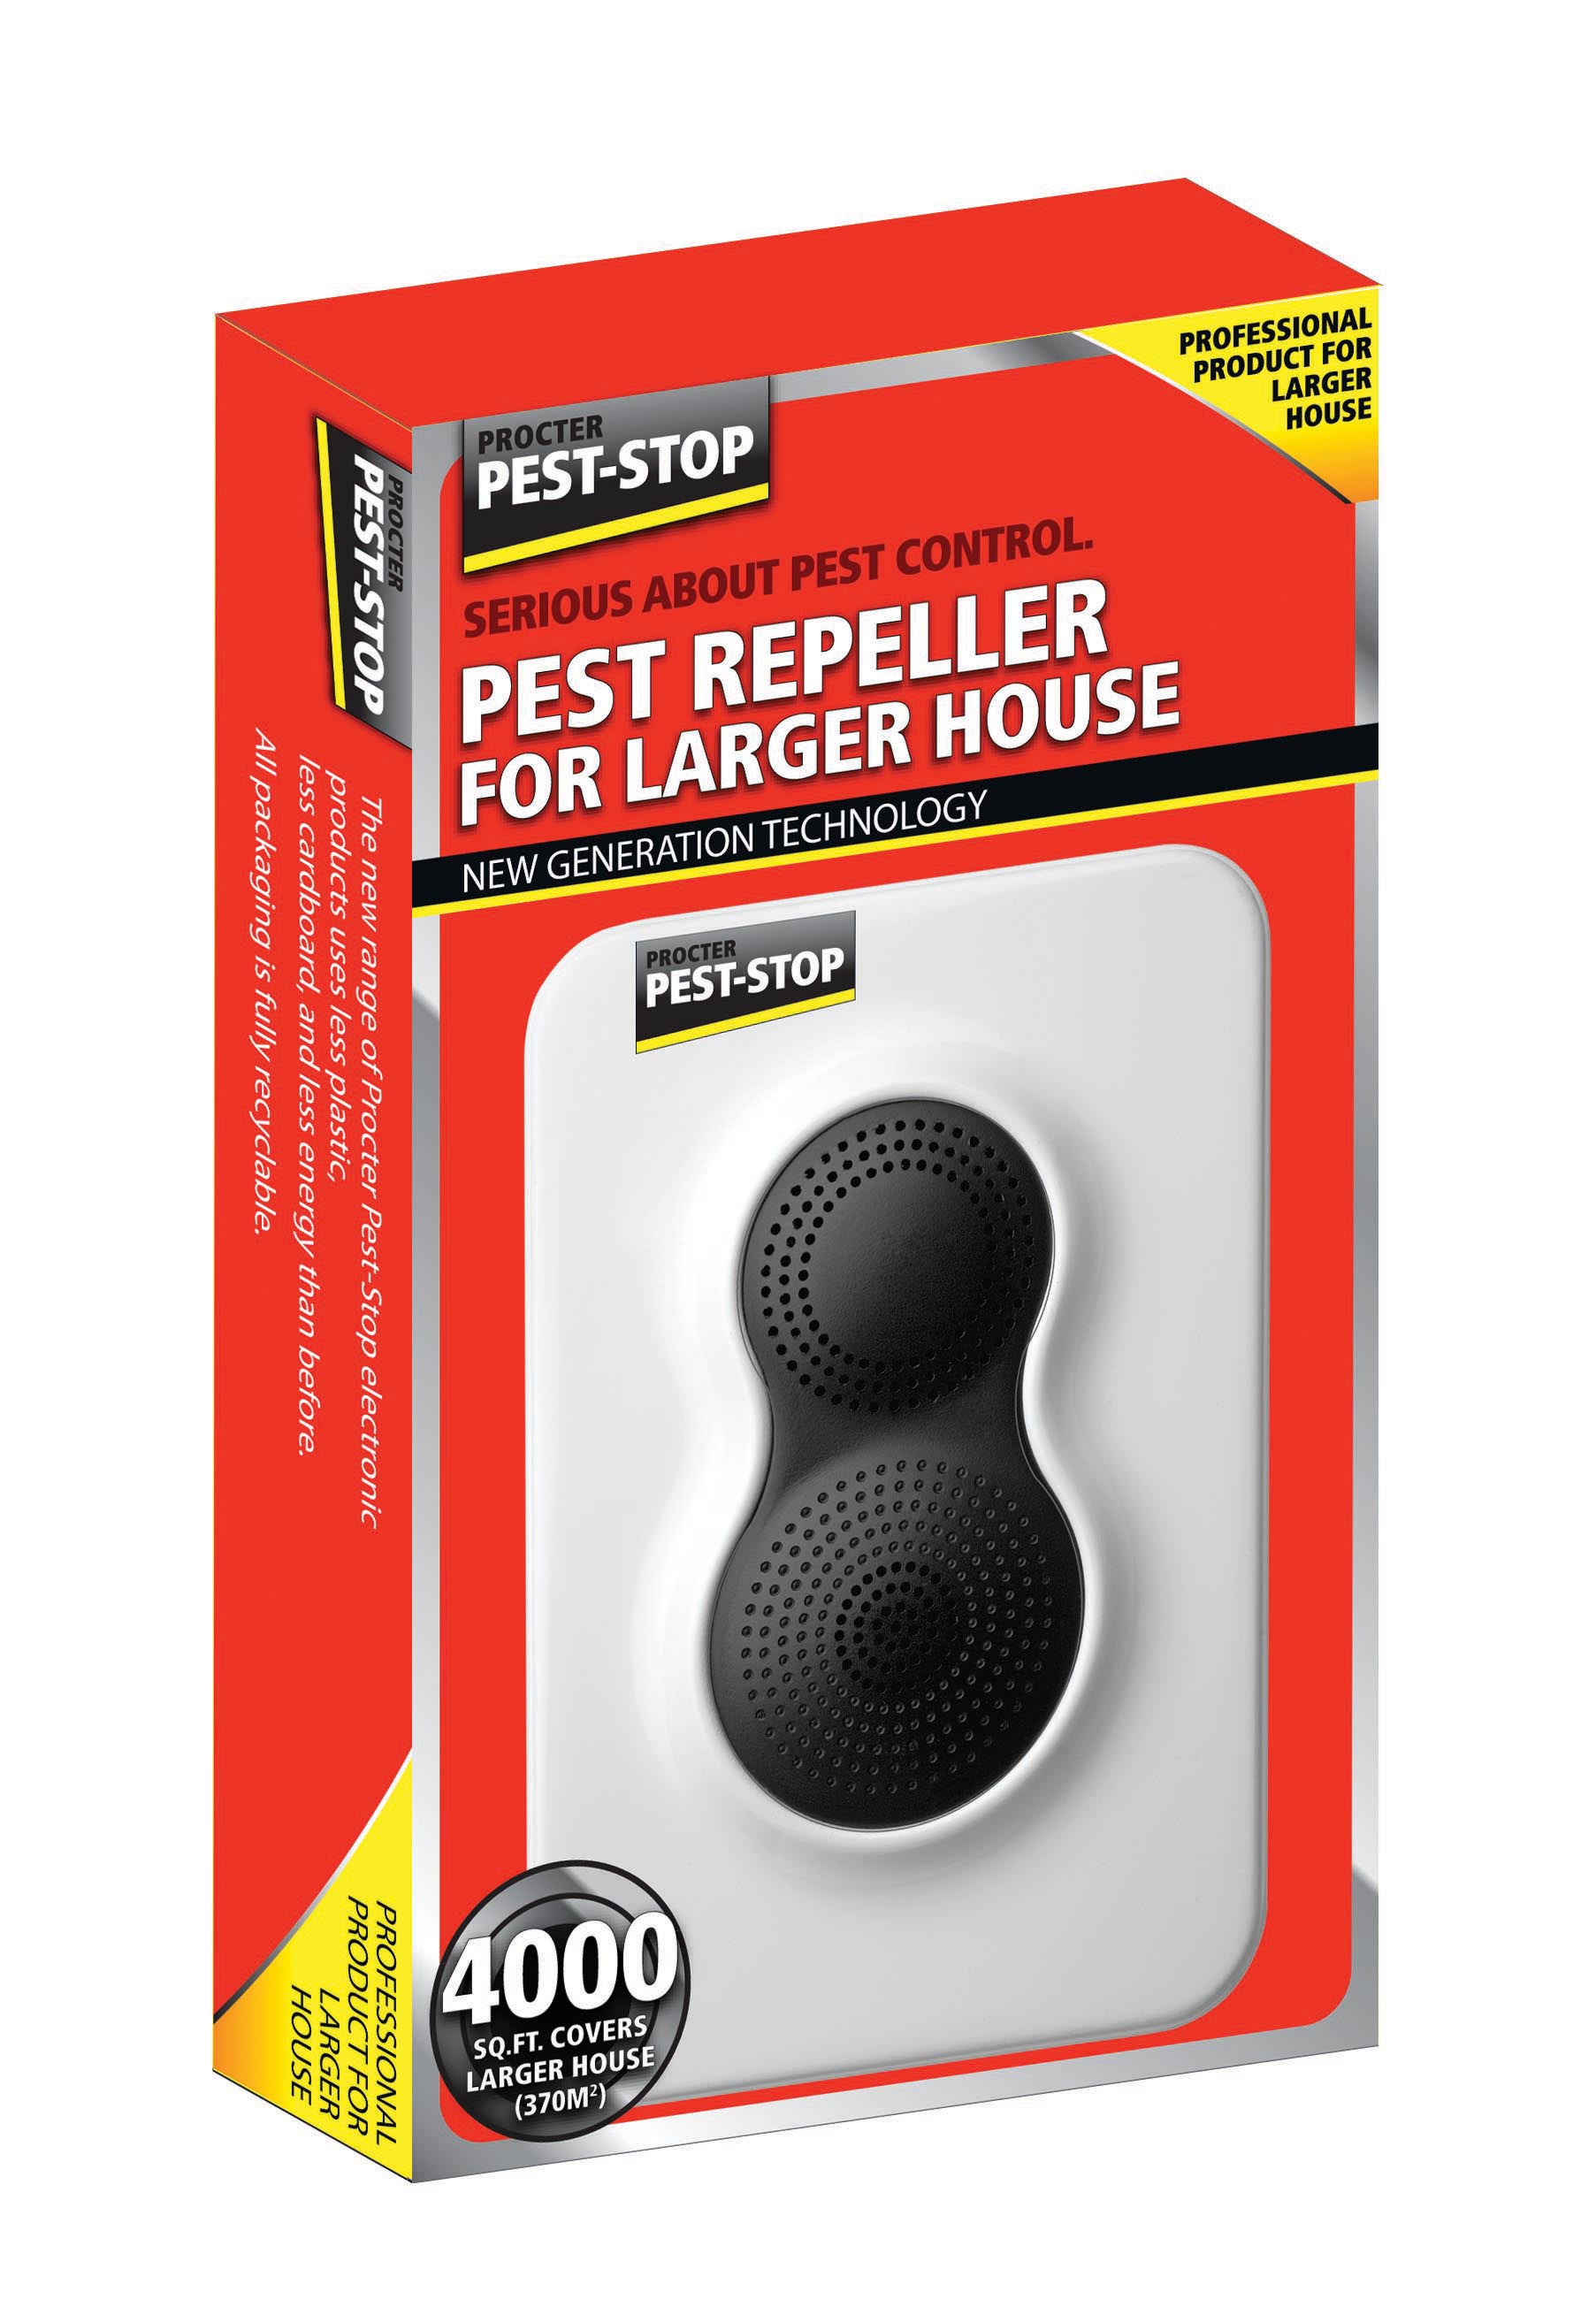 PROCTER
PEST-STOP
SERIOUS ABOUT PEST CONTROL.
PEST REPELLER
FOR LARGER HOUSE
NEW GENERATION TECHNOLOGY
PROFESSIONAL
PRODUCT FOR
LARGER
HOUSE
PROCTER
PEST-STOP
4000
SQ.FT. COVERS
LARGER HOUSE
(370M²)
PROCTER
PEST-STOP
The new range of Procter Pest-Stop electronic
products uses less plastic,
less cardboard, and less energy than before.
All packaging is fully recyclable.
PROFESSIONAL
PRODUCT FOR
LARGER
HOUSE